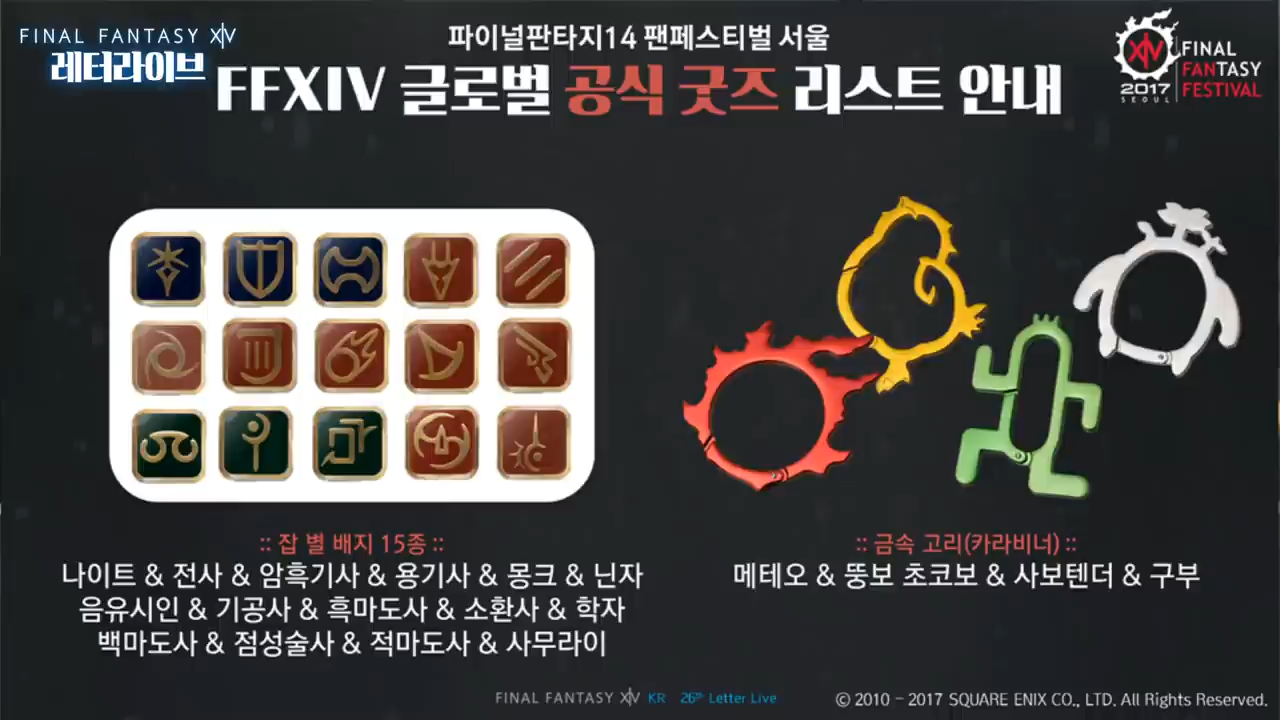 FINAL FANTASY XIV
레터라이브
파이널판타지14 팬페스티벌 서울
FFXIV 글로벌 공식 굿즈 리스트 안내
XIV
2017
SEOUL
FINAL
FANTASY
FESTIVAL
:: 잡 별 배지 15종 ::
나이트 & 전사 & 암흑기사 & 용기사 & 몽크 & 닌자
음유시인 & 기공사 & 흑마도사 & 소환사 & 학자
백마도사 & 점성술사 & 적마도사 & 사무라이
:: 금속 고리(카라비너) ::
메테오 & 뚱보 초코보 & 사보텐더 & 구부
FINAL FANTASY XIV KR 26th Letter Live
© 2010 - 2017 SQUARE ENIX CO., LTD. All Rights Reserved.